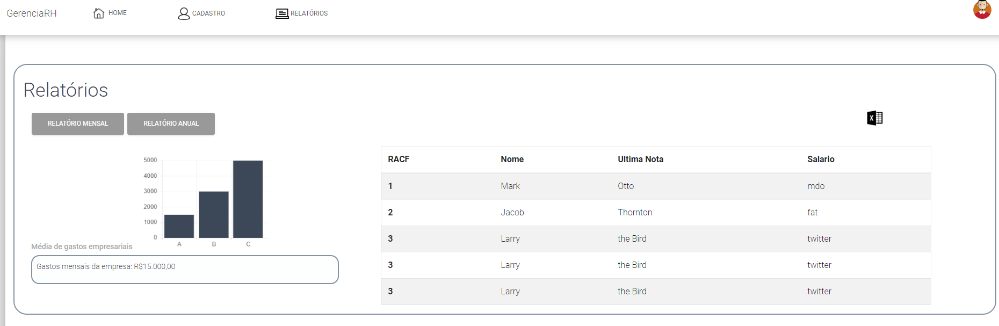 GerenciaRH
HOME
CADASTRO
RELATÓRIOS
Relatórios
RELATÓRIO MENSAL
RELATÓRIO ANUAL
X
5000
4000
3000
2000
1000
0
A B C
Média de gastos empresariais
Gastos mensais da empresa: R$15.000,00
RACF Nome Ultima Nota Salario
1 Mark Otto mdo
2 Jacob Thornton fat
3 Larry the Bird twitter
3 Larry the Bird twitter
3 Larry the Bird twitter